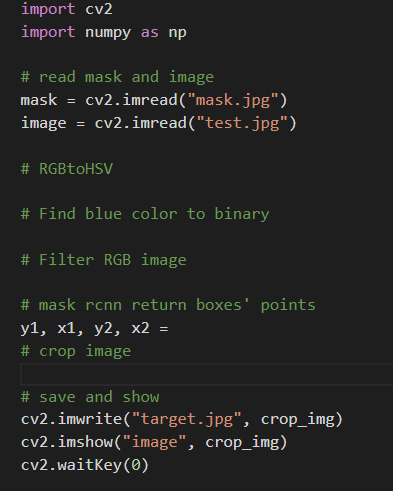 import cv2
import numpy as np
# read mask and image
mask = cv2.imread("mask.jpg")
image = cv2.imread("test.jpg")
# RGBtoHSV
# Find blue color to binary
# Filter RGB image
# mask rcnn return boxes' points
y1, x1, y2, x2 =
# crop image
# save and show
cv2.imwrite("target.jpg", crop_img)
cv2.imshow("image", crop_img)
cv2.waitKey(0)